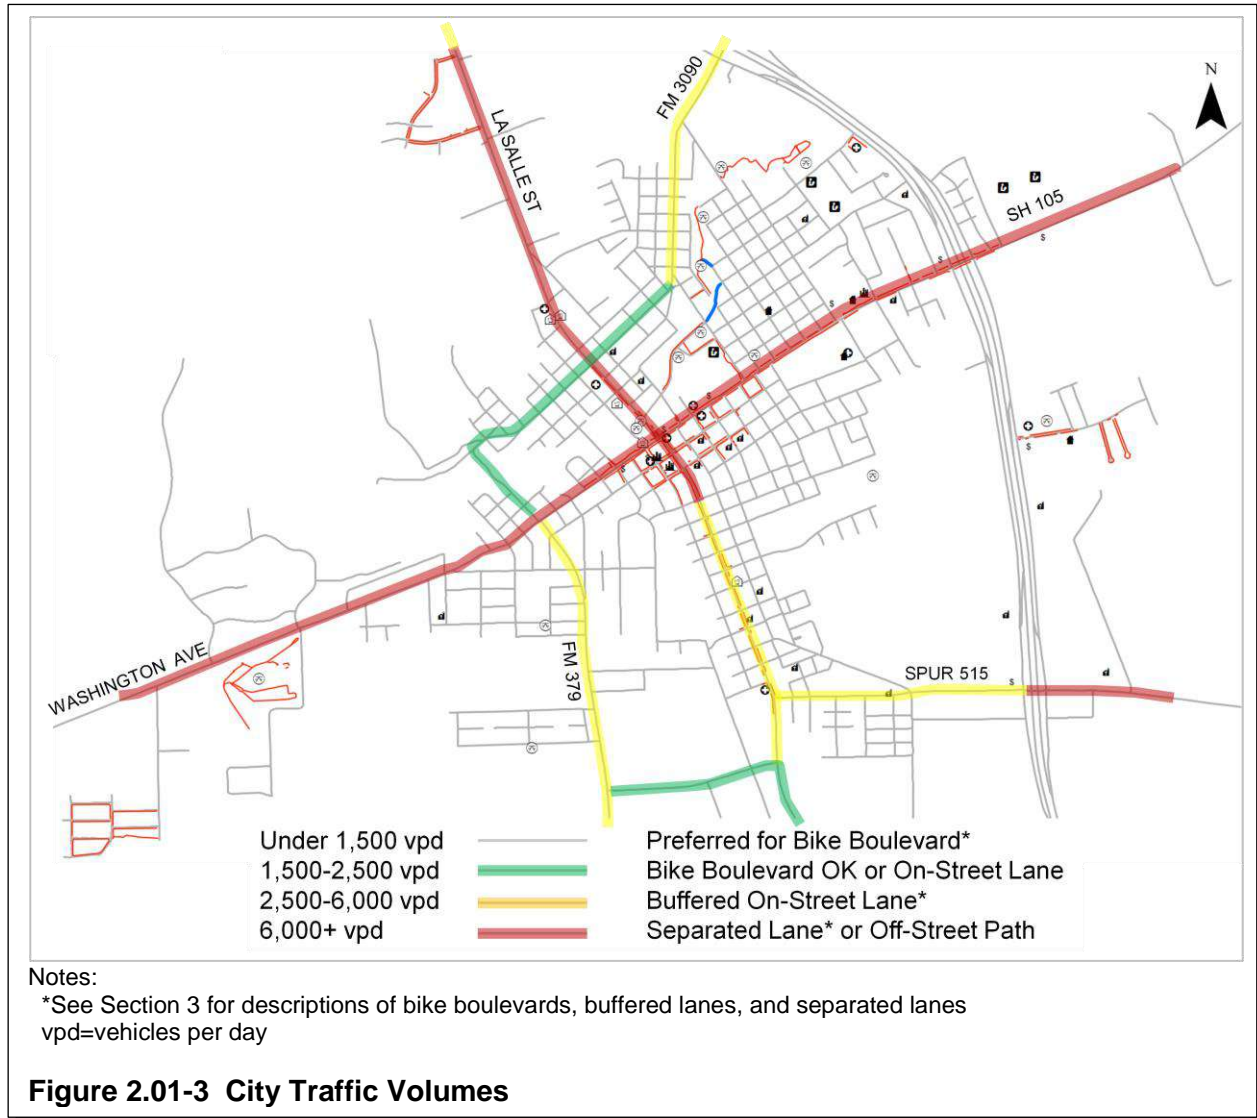 N
FM 3090
LA SALLE ST
SH 105
WASHINGTON AVE
FM 379
SPUR 515
Under 1,500 vpd Preferred for Bike Boulevard*
1,500-2,500 vpd Bike Boulevard OK or On-Street Lane
2,500-6,000 vpd Buffered On-Street Lane*
6,000+ vpd Separated Lane* or Off-Street Path
Notes:
*See Section 3 for descriptions of bike boulevards, buffered lanes, and separated lanes
vpd=vehicles per day
Figure 2.01-3 City Traffic Volumes